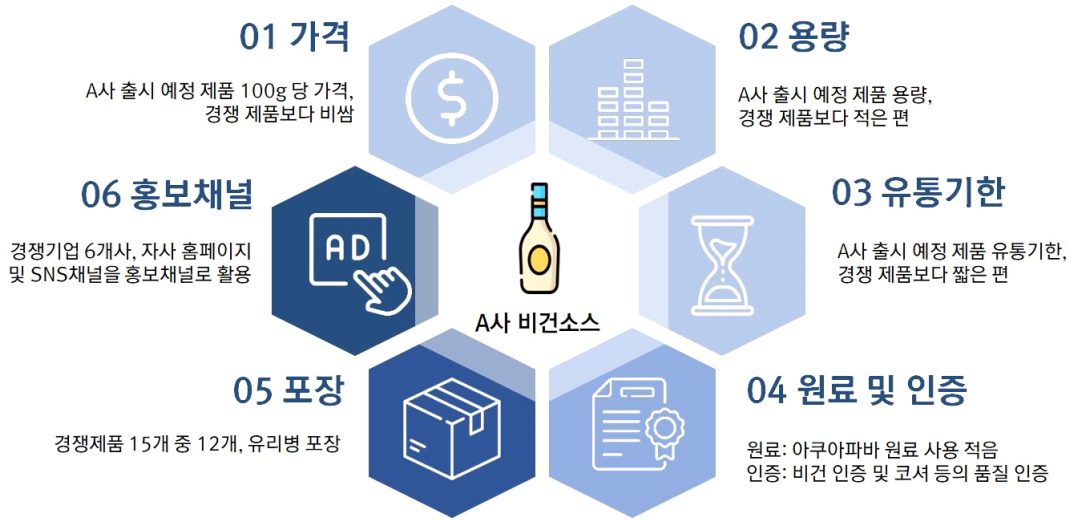 01 가격
A사 출시 예정 제품 100g 당 가격,
경쟁 제품보다 비쌈
02 용량
A사 출시 예정 제품 용량,
경쟁 제품보다 적은 편
03 유통기한
A사 출시 예정 제품 유통기한,
경쟁 제품보다 짧은 편
04 원료 및 인증
원료: 아쿠아파바 원료 사용 적음
인증: 비건 인증 및 코셔 등의 품질 인증
05 포장
경쟁제품 15개 중 12개, 유리병 포장
06 홍보채널
경쟁기업 6개사, 자사 홈페이지
및 SNS채널을 홍보채널로 활용
AD
A사 비건소스